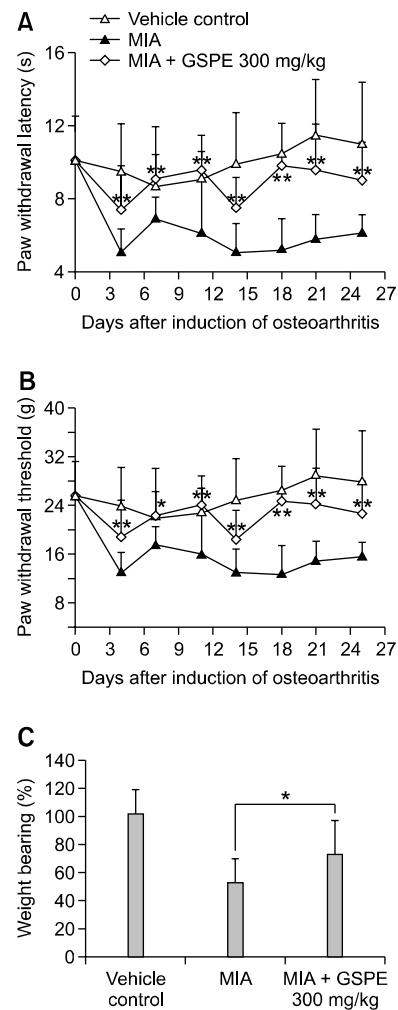 A
Vehicle control
MIA
MIA + GSPE 300 mg/kg
Paw withdrawal latency (s)
16
12
8
4
** ** ** ** ** ** **
0 3 6 9 12 15 18 21 24 27
Days after induction of osteoarthritis
B
Paw withdrawal threshold (g)
40
32
24
16
8
** * ** ** ** ** **
0 3 6 9 12 15 18 21 24 27
Days after induction of osteoarthritis
C
Weight bearing (%)
140
120
100
80
60
40
20
0
*
Vehicle control
MIA
MIA + GSPE 300 mg/kg